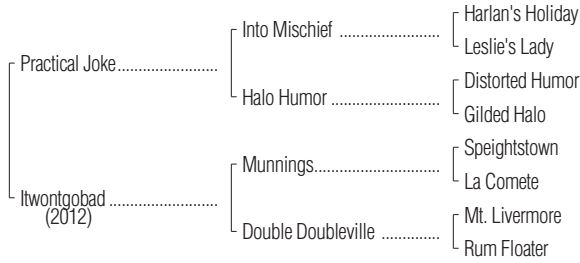 Harlan's Holiday
Into Mischief ........................
Leslie's Lady
Practical Joke........................
Distorted Humor
Halo Humor ..........................
Gilded Halo
Speightstown
Munnings..............................
La Comete
Itwontgobad ..........................
(2012)
Mt. Livermore
Double Doubleville ..............
Rum Floater